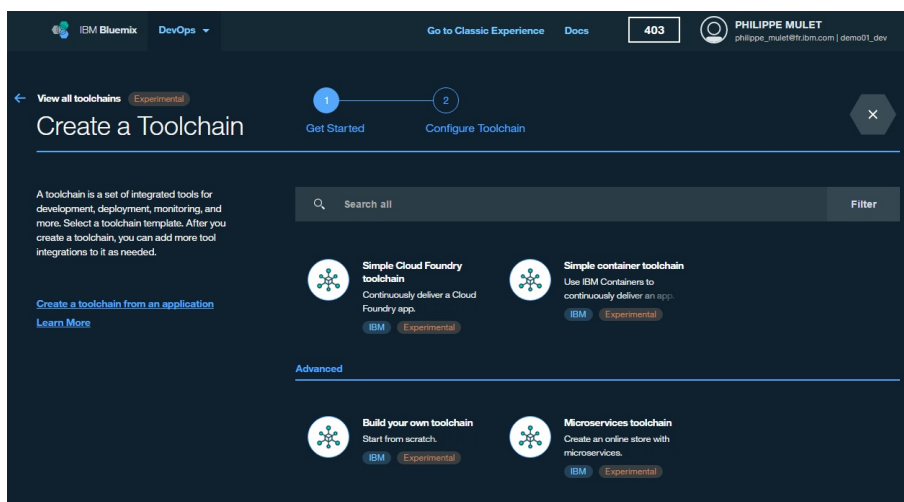 IBM Bluemix DevOps Go to Classic Experience Docs 403 PHILIPPE MULET
philippe_mulet@fr.ibm.com | demo01_dev
View all toolchains Experimental
Create a Toolchain
1 2
Get Started Configure Toolchain
×
A toolchain is a set of integrated tools for
development, deployment, monitoring, and
more. Select a toolchain template. After you
create a toolchain, you can add more tool
integrations to it as needed.
Create a toolchain from an application
Learn More
Search all Filter
Simple Cloud Foundry
toolchain
Continuously deliver a Cloud
Foundry app.
IBM Experimental
Simple container toolchain
Use IBM Containers to
continuously deliver an app.
IBM Experimental
Advanced
Build your own toolchain
Start from scratch.
IBM Experimental
Microservices toolchain
Create an online store with
microservices.
IBM Experimental